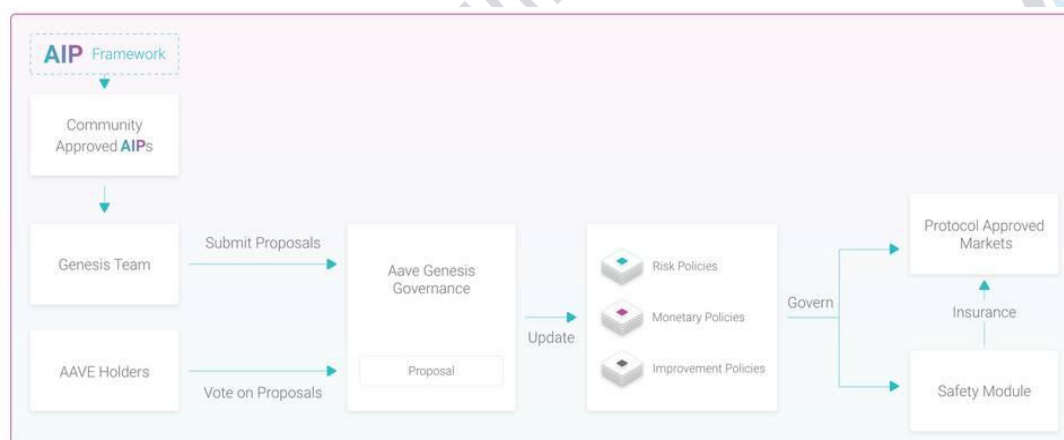 AIP Framework
Community
Approved AIPs
Genesis Team
Submit Proposals
AAVE Holders
Vote on Proposals
Aave Genesis
Governance
Proposal
Update
Risk Policies
Monetary Policies
Improvement Policies
Govern
Protocol Approved
Markets
Insurance
Safety Module